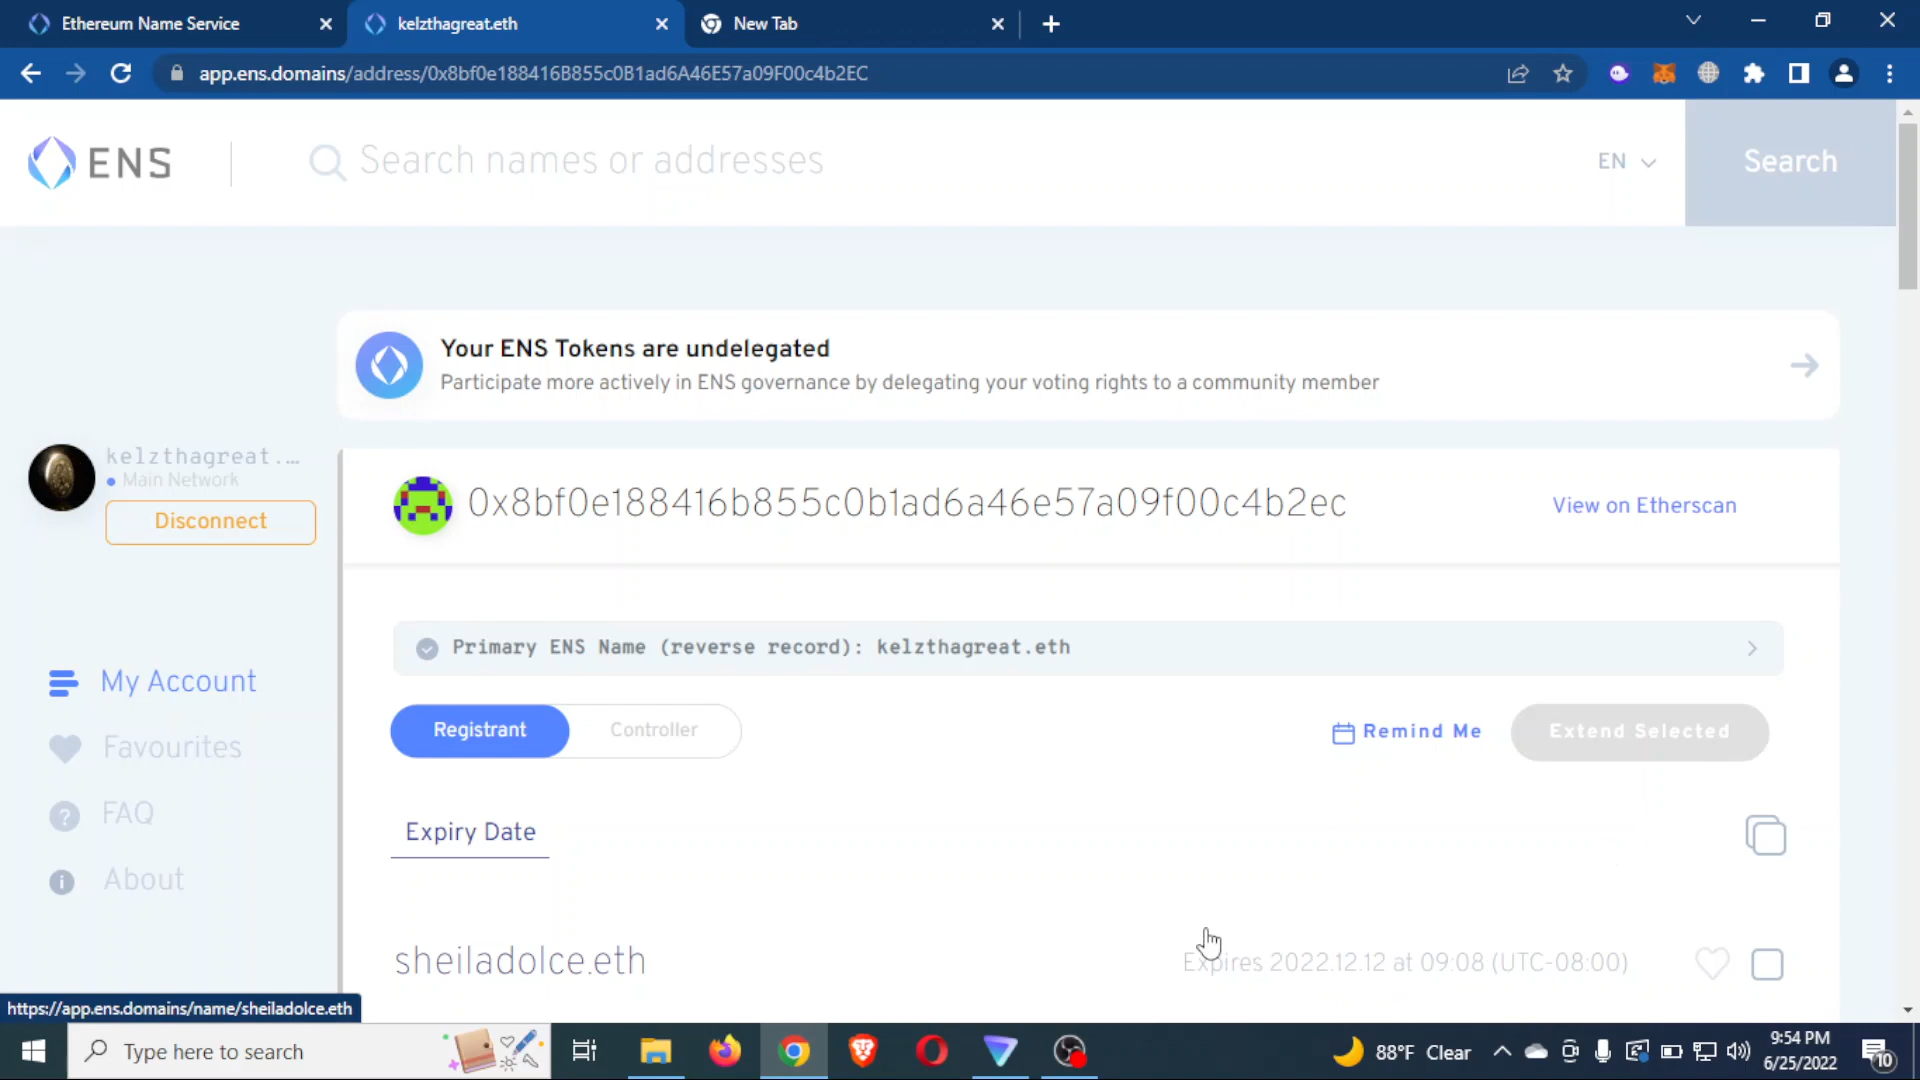 Ethereum Name Service
kelzthagreat.eth
New Tab
app.ens.domains/address/0x8bf0e188416B855c0B1ad6A46E57a09F00c4b2EC
ENS
Search names or addresses
EN
Search
Your ENS Tokens are undelegated
Participate more actively in ENS governance by delegating your voting rights to a community member
kelzthagreat....
Main Network
Disconnect
0x8bf0e188416b855c0b1ad6a46e57a09f00c4b2ec
View on Etherscan
Primary ENS Name (reverse record): kelzthagreat.eth
My Account
Favourites
FAQ
About
Registrant
Controller
Remind Me
Extend Selected
Expiry Date
sheiladolce.eth
Expires 2022.12.12 at 09:08 (UTC-08:00)
https://app.ens.domains/name/sheiladolce.eth
Type here to search
88°F Clear
9:54 PM
6/25/2022
10